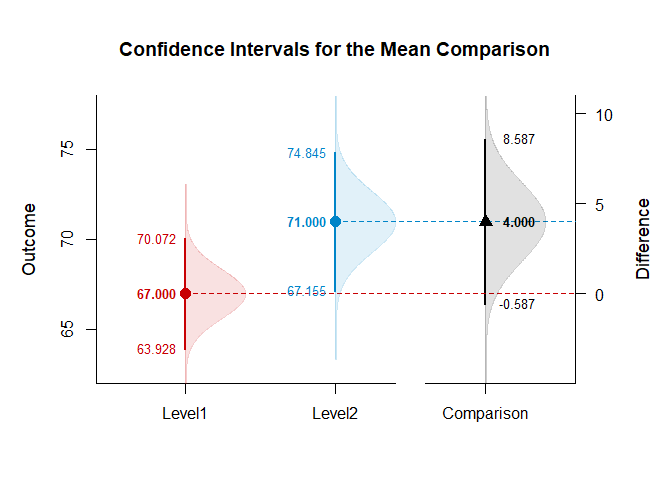 Confidence Intervals for the Mean Comparison
Outcome
75
70
65
70.072
67.000
63.928
74.845
71.000
67.155
8.587
4.000
-0.587
10
5
0
Difference
Level1
Level2
Comparison